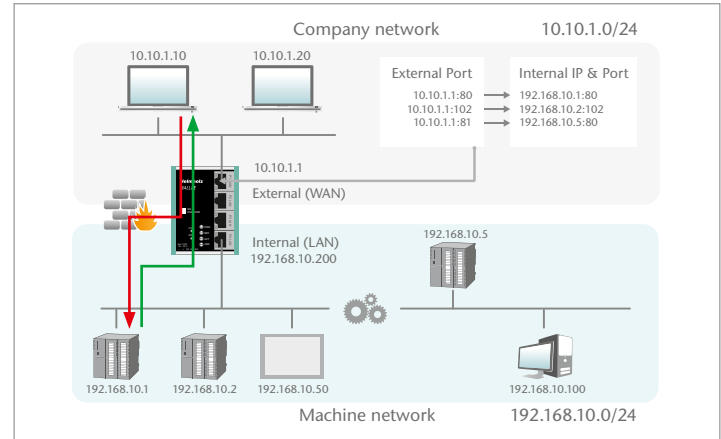 Company network 10.10.1.0/24
10.10.1.10 10.10.1.20
External Port Internal IP & Port
10.10.1.1:80 192.168.10.1:80
10.10.1.1:102 192.168.10.2:102
10.10.1.1:81 192.168.10.5:80
10.10.1.1
External (WAN)
Internal (LAN)
192.168.10.200
192.168.10.5
192.168.10.1 192.168.10.2 192.168.10.50 192.168.10.100
Machine network 192.168.10.0/24